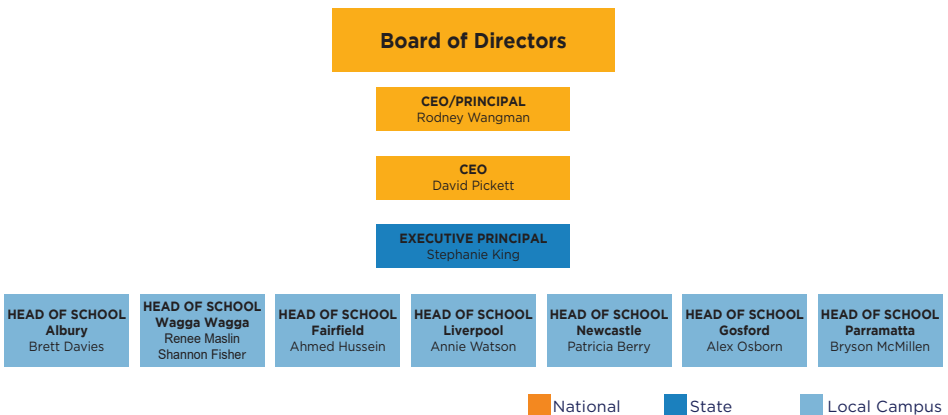 Board of Directors
CEO/PRINCIPAL
Rodney Wangman
CEO
David Pickett
EXECUTIVE PRINCIPAL
Stephanie King
HEAD OF SCHOOL
Albury
Brett Davies
HEAD OF SCHOOL
Wagga Wagga
Renee Maslin
Shannon Fisher
HEAD OF SCHOOL
Fairfield
Ahmed Hussein
HEAD OF SCHOOL
Liverpool
Annie Watson
HEAD OF SCHOOL
Newcastle
Patricia Berry
HEAD OF SCHOOL
Gosford
Alex Osborn
HEAD OF SCHOOL
Parramatta
Bryson McMillen
National
State
Local Campus